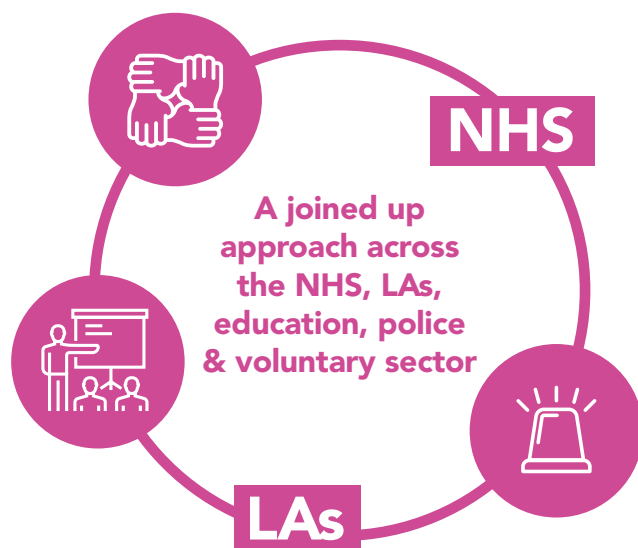 NHS
A joined up
approach across
the NHS, LAs,
education, police
& voluntary sector
LAs